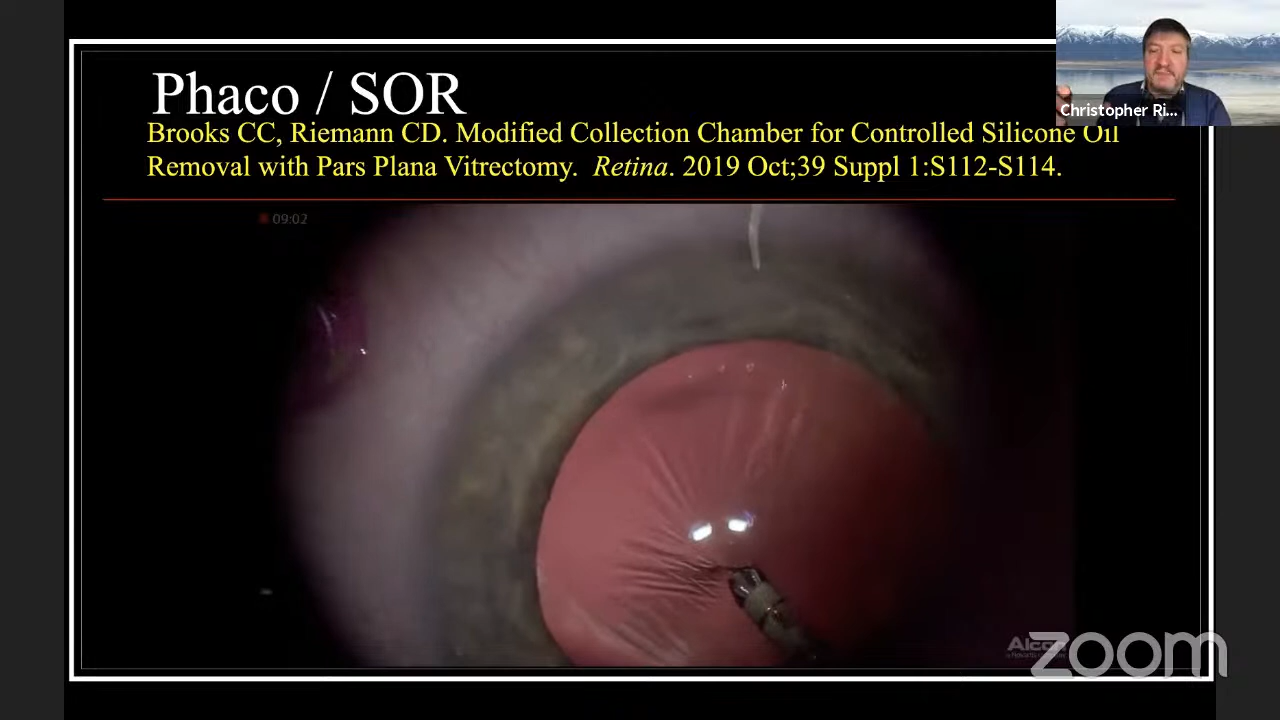 Phaco / SOR
Brooks CC, Riemann CD. Modified Collection Chamber for Controlled Silicone Oil
Removal with Pars Plana Vitrectomy. Retina. 2019 Oct;39 Suppl 1:S112-S114.
Christopher Ri...
09:02
Alcon
zoom